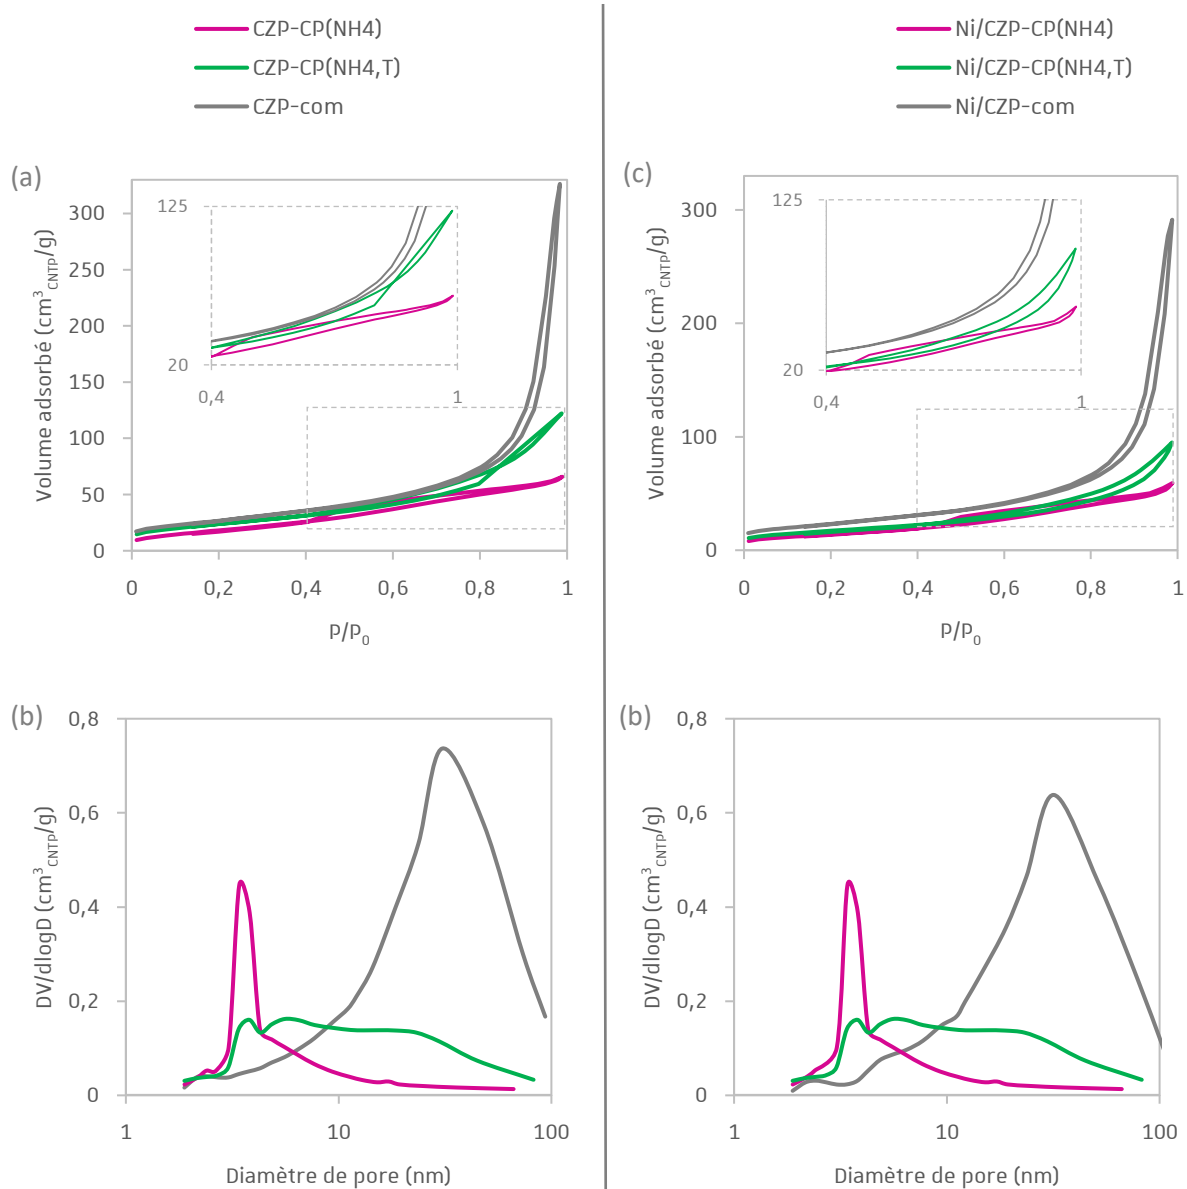 CZP-CP(NH4)
CZP-CP(NH4,T)
CZP-com
(a)
Volume adsorbé (cm³CNTP/g)
300
250
200
150
100
50
0
125
20
0,4
1
0
0,2
0,4
0,6
0,8
1
P/P0
(b)
DV/dlogD (cm³CNTP/g)
0,8
0,6
0,4
0,2
0
1
10
100
Diamètre de pore (nm)
Ni/CZP-CP(NH4)
Ni/CZP-CP(NH4,T)
Ni/CZP-com
(c)
Volume adsorbé (cm³CNTP/g)
300
200
100
0
125
20
0,4
1
0
0,2
0,4
0,6
0,8
1
P/P0
(b)
DV/dlogD (cm³CNTP/g)
0,8
0,6
0,4
0,2
0
1
10
100
Diamètre de pore (nm)